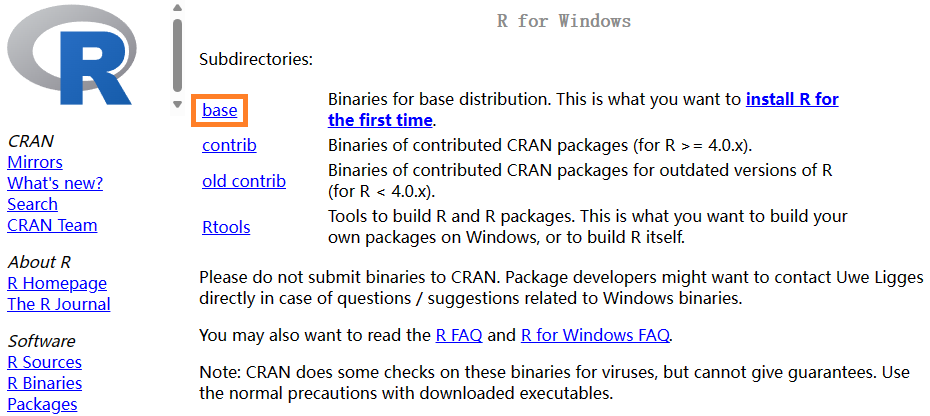 R
CRAN
Mirrors
What's new?
Search
CRAN Team
About R
R Homepage
The R Journal
Software
R Sources
R Binaries
Packages
R for Windows
Subdirectories:
base
Binaries for base distribution. This is what you want to install R for
the first time.
contrib
Binaries of contributed CRAN packages (for R >= 4.0.x).
old contrib
Binaries of contributed CRAN packages for outdated versions of R
(for R < 4.0.x).
Rtools
Tools to build R and R packages. This is what you want to build your
own packages on Windows, or to build R itself.
Please do not submit binaries to CRAN. Package developers might want to contact Uwe Ligges
directly in case of questions / suggestions related to Windows binaries.
You may also want to read the R FAQ and R for Windows FAQ.
Note: CRAN does some checks on these binaries for viruses, but cannot give guarantees. Use
the normal precautions with downloaded executables.